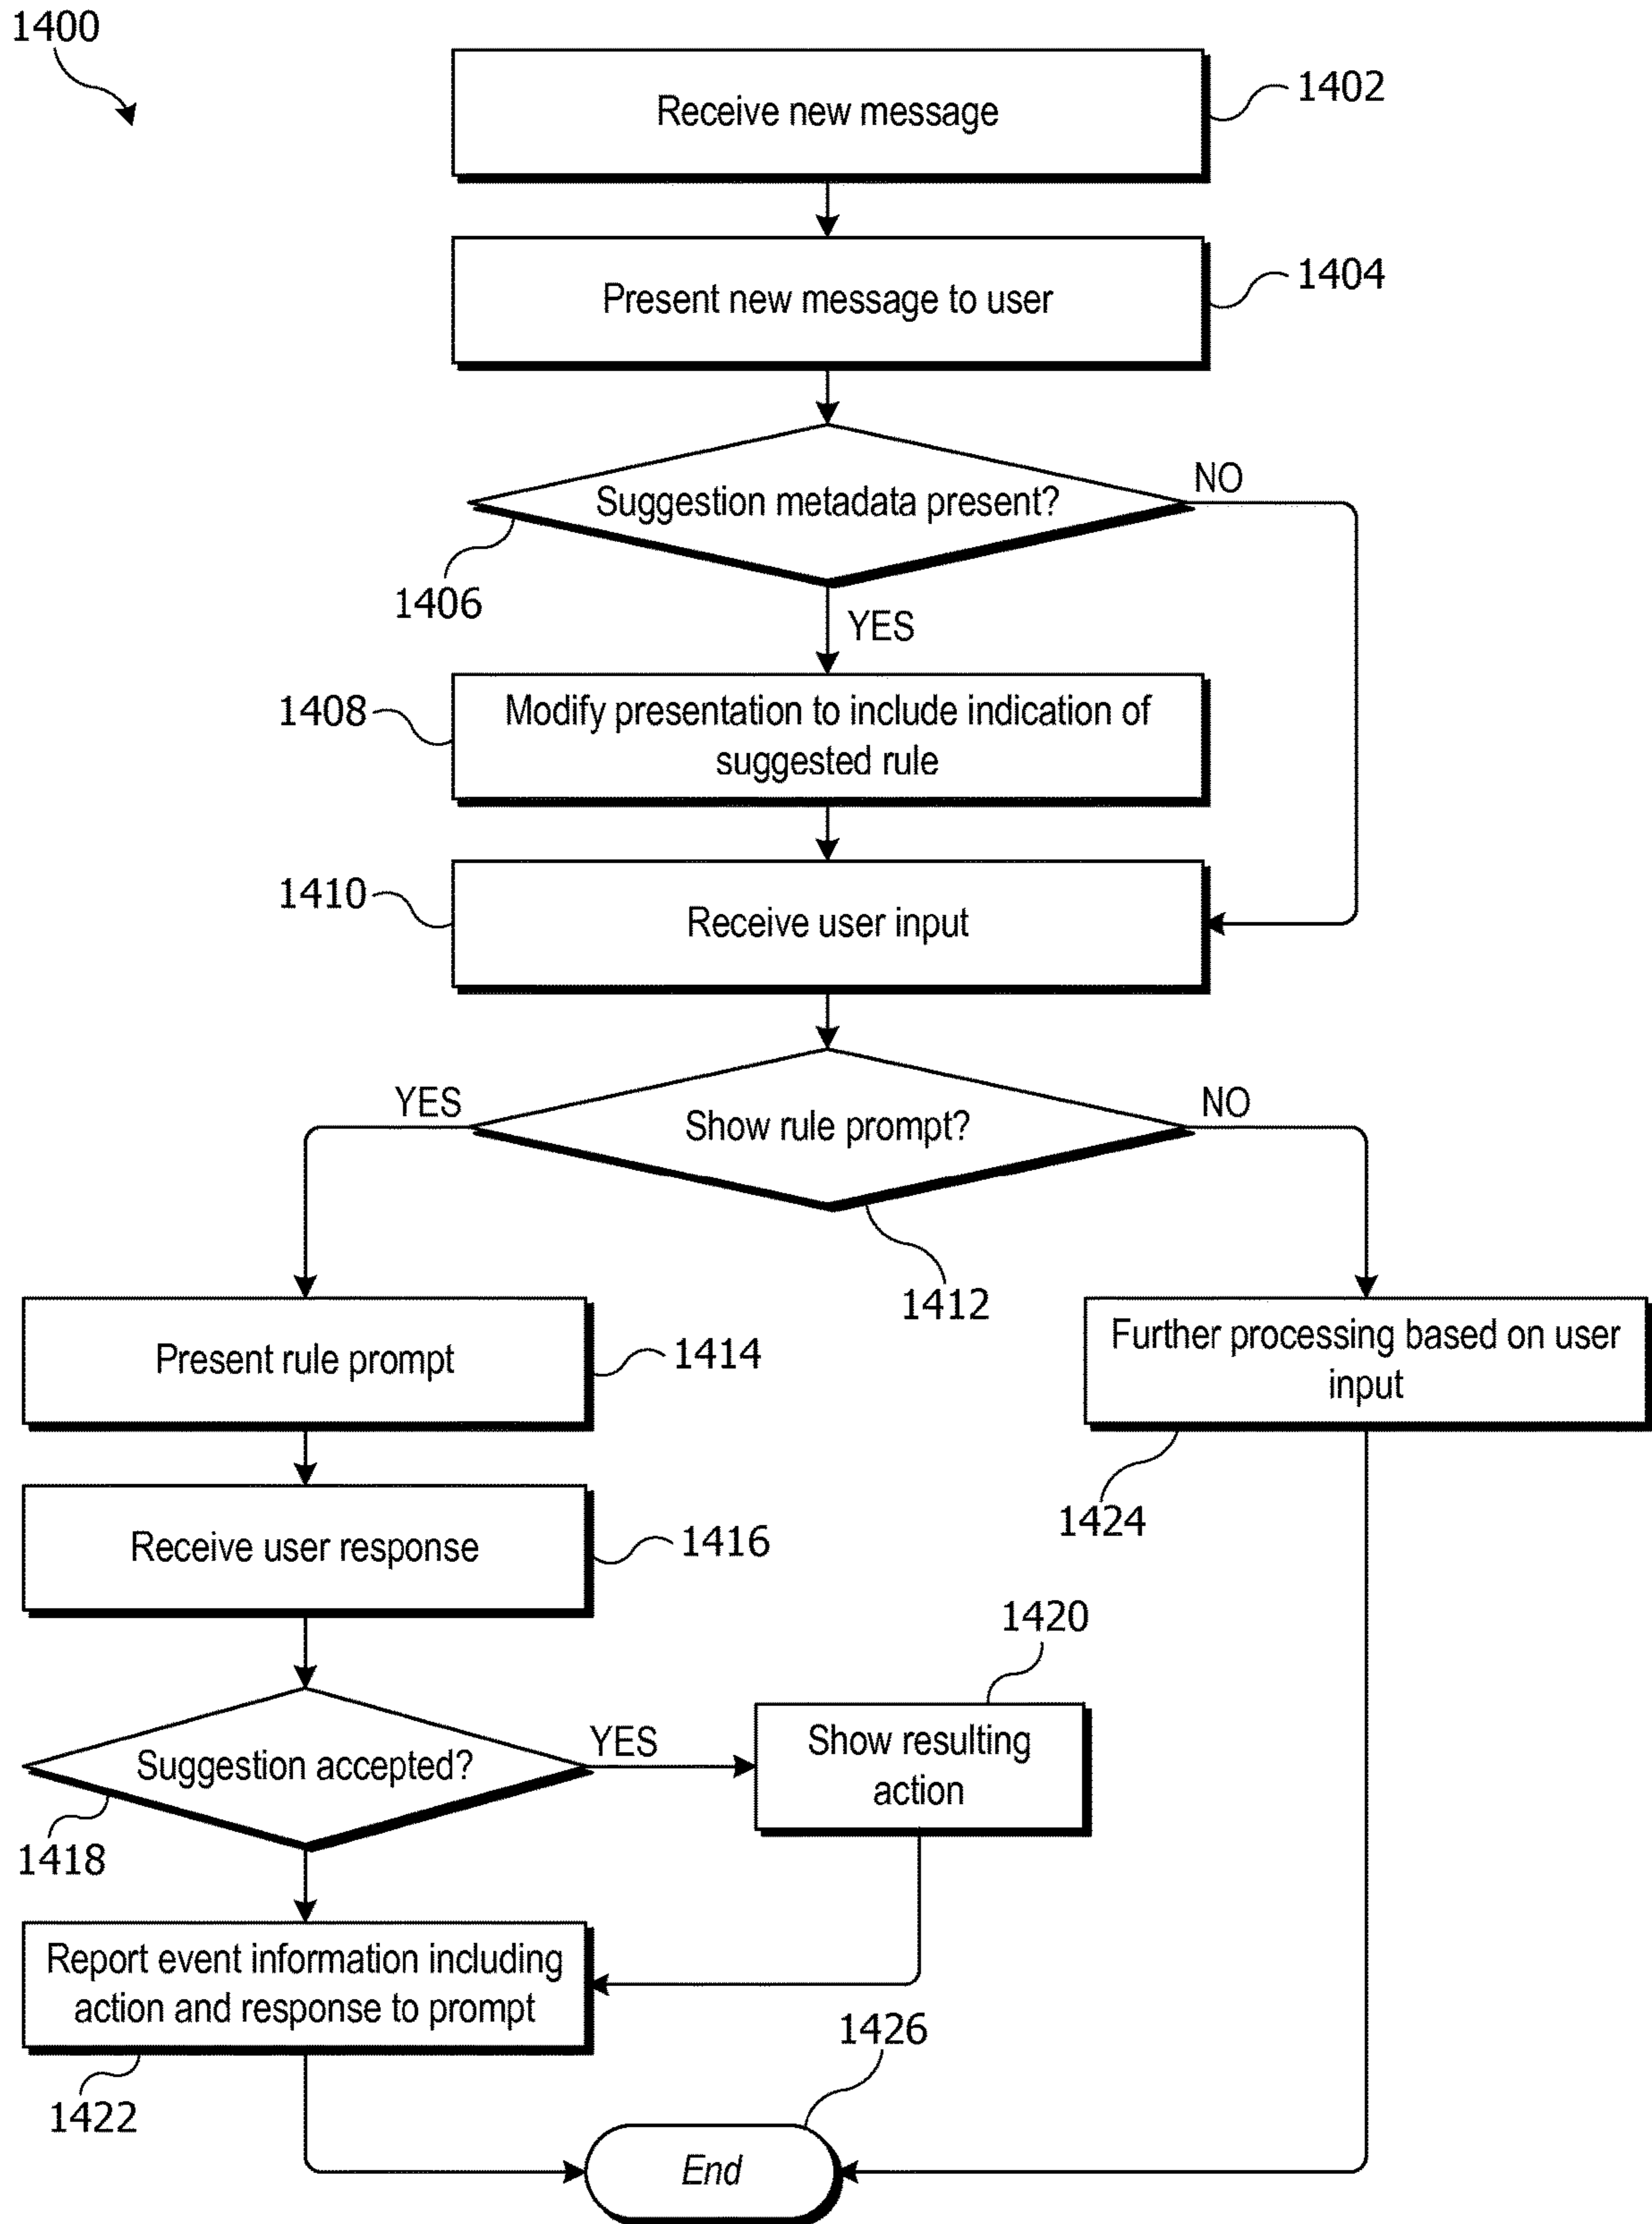 1400
Receive new message
1402
Present new message to user
1404
Suggestion metadata present?
NO
1406
YES
1408
Modify presentation to include indication of
suggested rule
1410
Receive user input
YES
Show rule prompt?
NO
1412
Present rule prompt
1414
Further processing based on user
input
1424
Receive user response
1416
1420
Suggestion accepted?
YES
Show resulting
action
1418
Report event information including
action and response to prompt
1422
1426
End